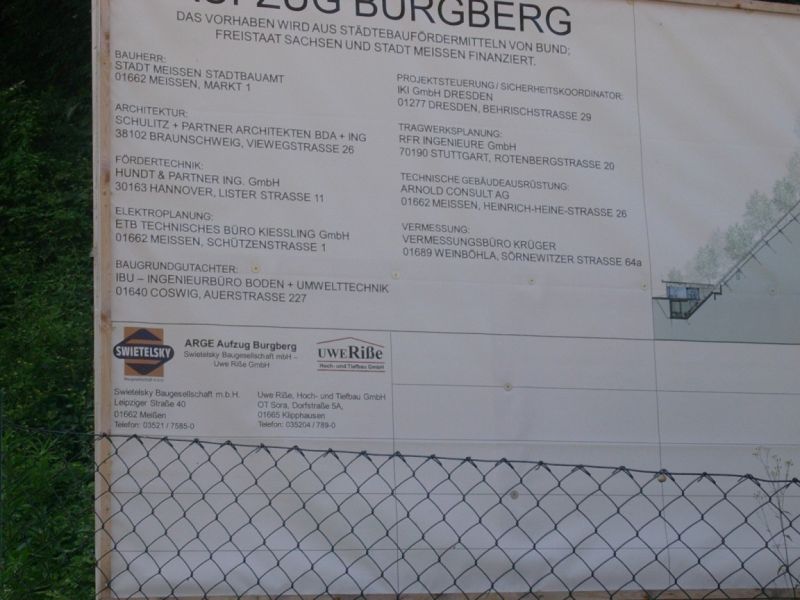 AUFZUG BURGBERG
DAS VORHABEN WIRD AUS STÄDTEBAUFÖRDERMITTELN VON BUND;
FREISTAAT SACHSEN UND STADT MEISSEN FINANZIERT.
BAUHERR:
STADT MEISSEN STADTBAUAMT
01662 MEISSEN, MARKT 1
ARCHITEKTUR:
SCHULITZ + PARTNER ARCHITEKTEN BDA + ING
38102 BRAUNSCHWEIG, VIEWEGSTRASSE 26
FÖRDERTECHNIK:
HUNDT & PARTNER ING. GmbH
30163 HANNOVER, LISTER STRASSE 11
ELEKTROPLANUNG:
ETB TECHNISCHES BÜRO KIESSLING GmbH
01662 MEISSEN, SCHÜTZENSTRASSE 1
BAUGRUNDGUTACHTER:
IBU – INGENIEURBÜRO BODEN + UMWELTTECHNIK
01640 COSWIG, AUERSTRASSE 227
PROJEKTSTEUERUNG / SICHERHEITSKOORDINATOR:
IKI GmbH DRESDEN
01277 DRESDEN, BEHRISCHSTRASSE 29
TRAGWERKSPLANUNG:
RFR INGENIEURE GmbH
70190 STUTTGART, ROTENBERGSTRASSE 20
TECHNISCHE GEBÄUDEAUSRÜSTUNG:
ARNOLD CONSULT AG
01662 MEISSEN, HEINRICH-HEINE-STRASSE 26
VERMESSUNG:
VERMESSUNGSBÜRO KRÜGER
01689 WEINBÖHLA, SÖRNEWITZER STRASSE 64a
SWIETELSKY
ARGE Aufzug Burgberg
Swietelsky Baugesellschaft mbH –
Uwe Riße GmbH
UWE Riße
Hoch- und Tiefbau GmbH
Swietelsky Baugesellschaft m.b.H.
Leipziger Straße 40
01662 Meißen
Telefon: 03521 / 7585-0
Uwe Riße, Hoch- und Tiefbau GmbH
OT Sora, Dorfstraße 5A,
01665 Klipphausen
Telefon: 035204 / 789-0